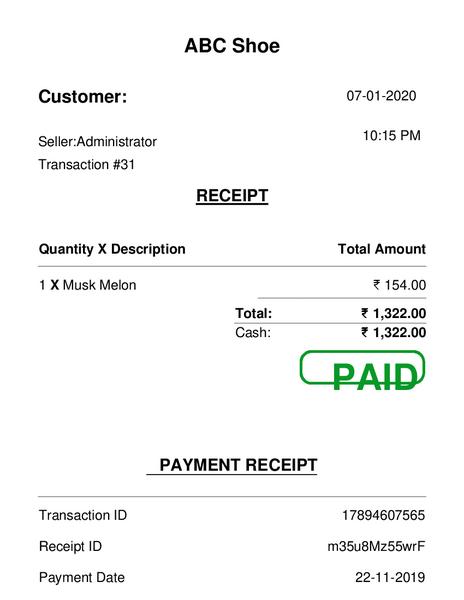 ABC Shoe
Customer: 07-01-2020
Seller:Administrator 10:15 PM
Transaction #31
RECEIPT
Quantity X Description Total Amount
1 X Musk Melon ₹ 154.00
Total: ₹ 1,322.00
Cash: ₹ 1,322.00
PAID
PAYMENT RECEIPT
Transaction ID 17894607565
Receipt ID m35u8Mz55wrF
Payment Date 22-11-2019